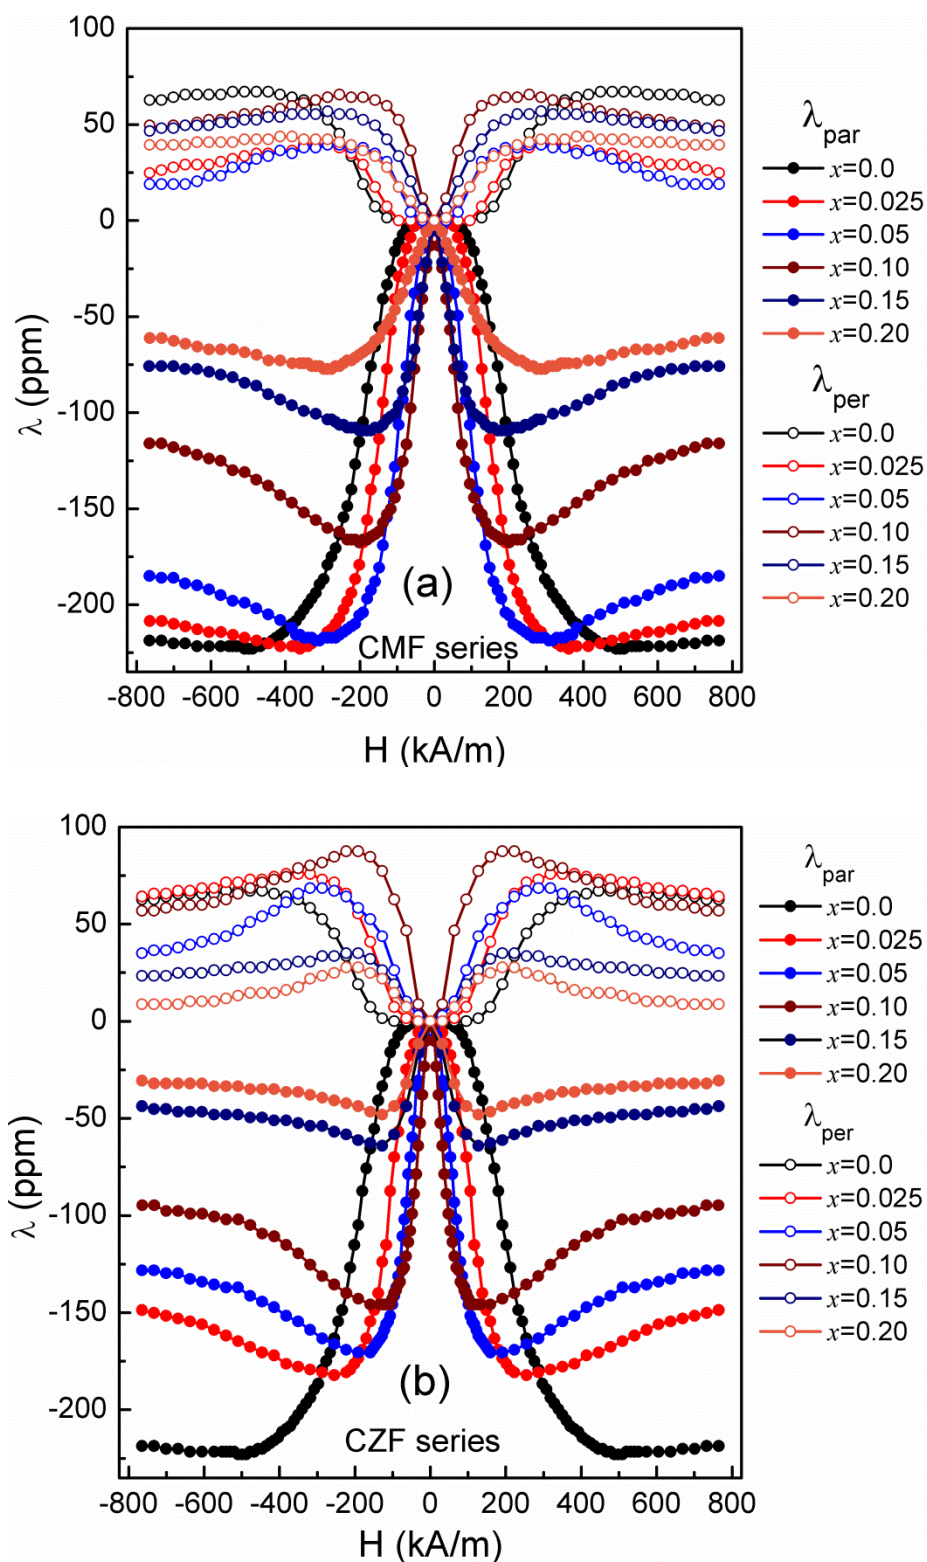 100
50
0
-50
-100
-150
-200
λ (ppm)
(a)
CMF series
-800 -600 -400 -200 0 200 400 600 800
H (kA/m)
λpar
x=0.0
x=0.025
x=0.05
x=0.10
x=0.15
x=0.20
λper
x=0.0
x=0.025
x=0.05
x=0.10
x=0.15
x=0.20
100
50
0
-50
-100
-150
-200
λ (ppm)
(b)
CZF series
-800 -600 -400 -200 0 200 400 600 800
H (kA/m)
λpar
x=0.0
x=0.025
x=0.05
x=0.10
x=0.15
x=0.20
λper
x=0.0
x=0.025
x=0.05
x=0.10
x=0.15
x=0.20